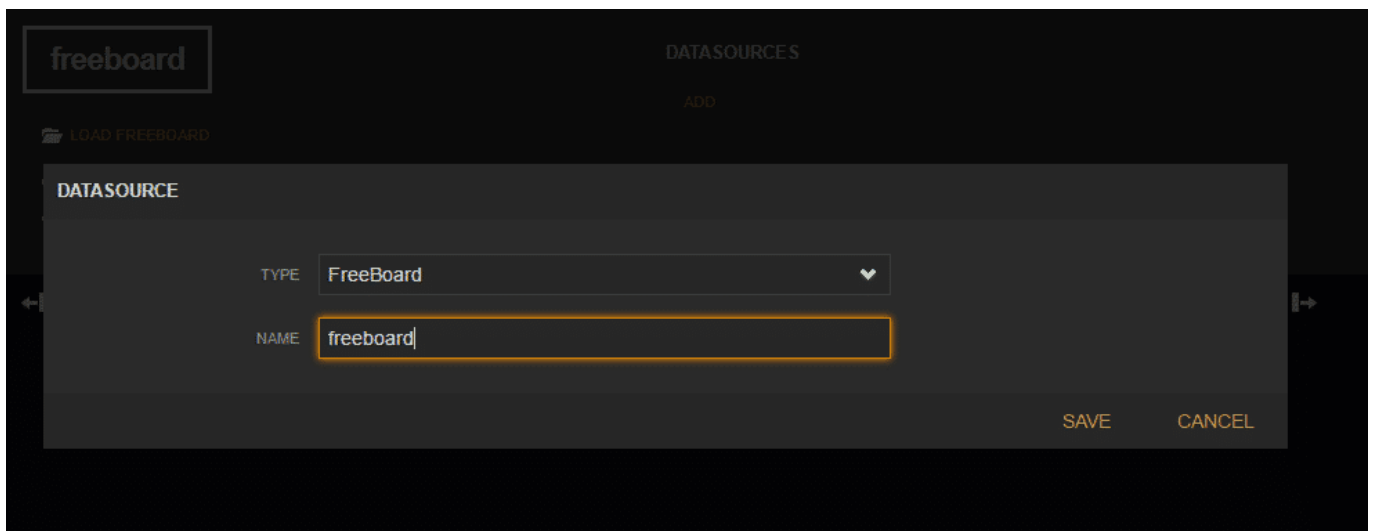 freeboard
DATASOURCES
ADD
LOAD FREEBOARD
DATASOURCE
TYPE
FreeBoard
NAME
freeboard
SAVE
CANCEL